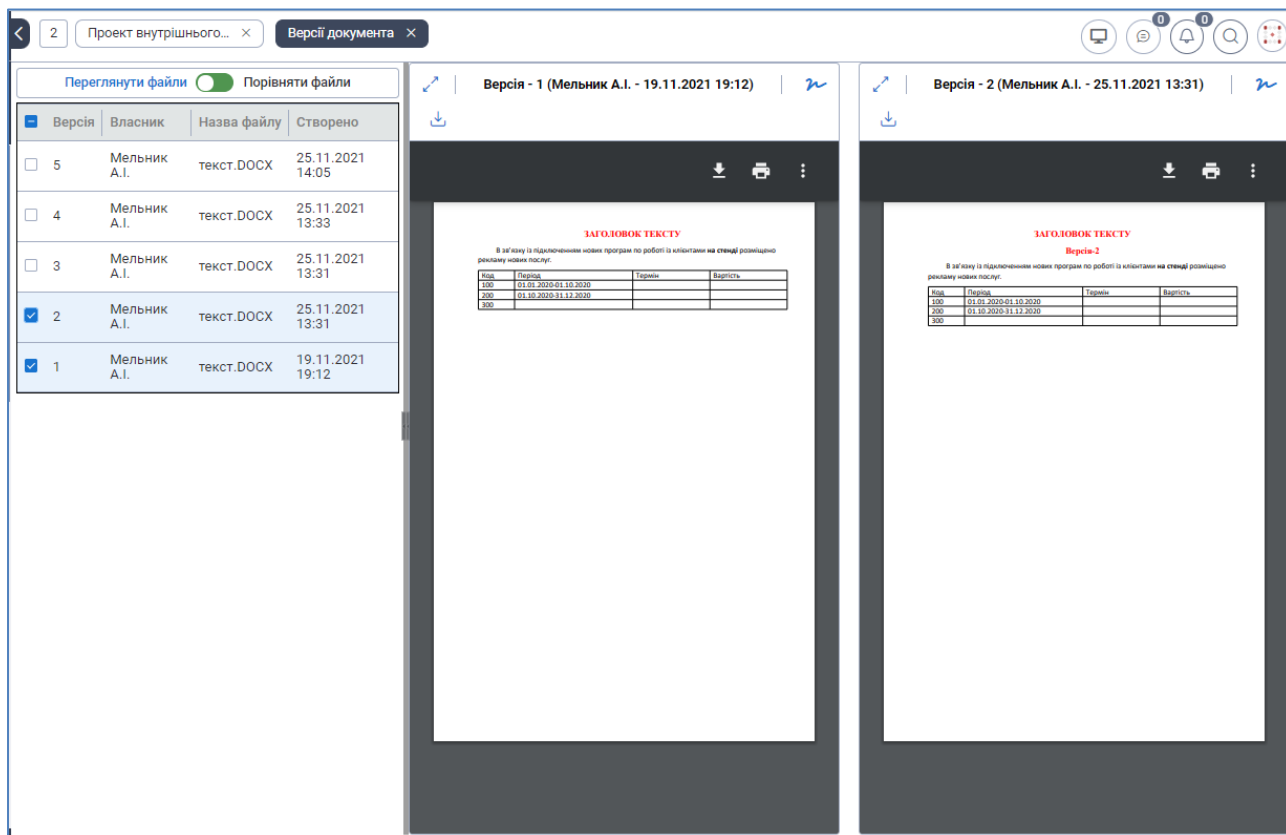 2 Проект внутрішнього... × Версії документа × 0 0
Переглянути файли Порівняти файли
Версія Власник Назва файлу Створено
5 Мельник А.І. текст.DOCX 25.11.2021 14:05
4 Мельник А.І. текст.DOCX 25.11.2021 13:33
3 Мельник А.І. текст.DOCX 25.11.2021 13:31
2 Мельник А.І. текст.DOCX 25.11.2021 13:31
1 Мельник А.І. текст.DOCX 19.11.2021 19:12
Версія - 1 (Мельник А.І. - 19.11.2021 19:12)
ЗАГОЛОВОК ТЕКСТУ
В зв'язку із підключенням нових програм по роботі із клієнтами на стенді розміщено
рекламу нових послуг.
Код Період Термін Вартість
100 01.01.2020-01.10.2020
200 01.10.2020-31.12.2020
300
Версія - 2 (Мельник А.І. - 25.11.2021 13:31)
ЗАГОЛОВОК ТЕКСТУ
Версія-2
В зв'язку із підключенням нових програм по роботі із клієнтами на стенді розміщено
рекламу нових послуг.
Код Період Термін Вартість
100 01.01.2020-01.10.2020
200 01.10.2020-31.12.2020
300